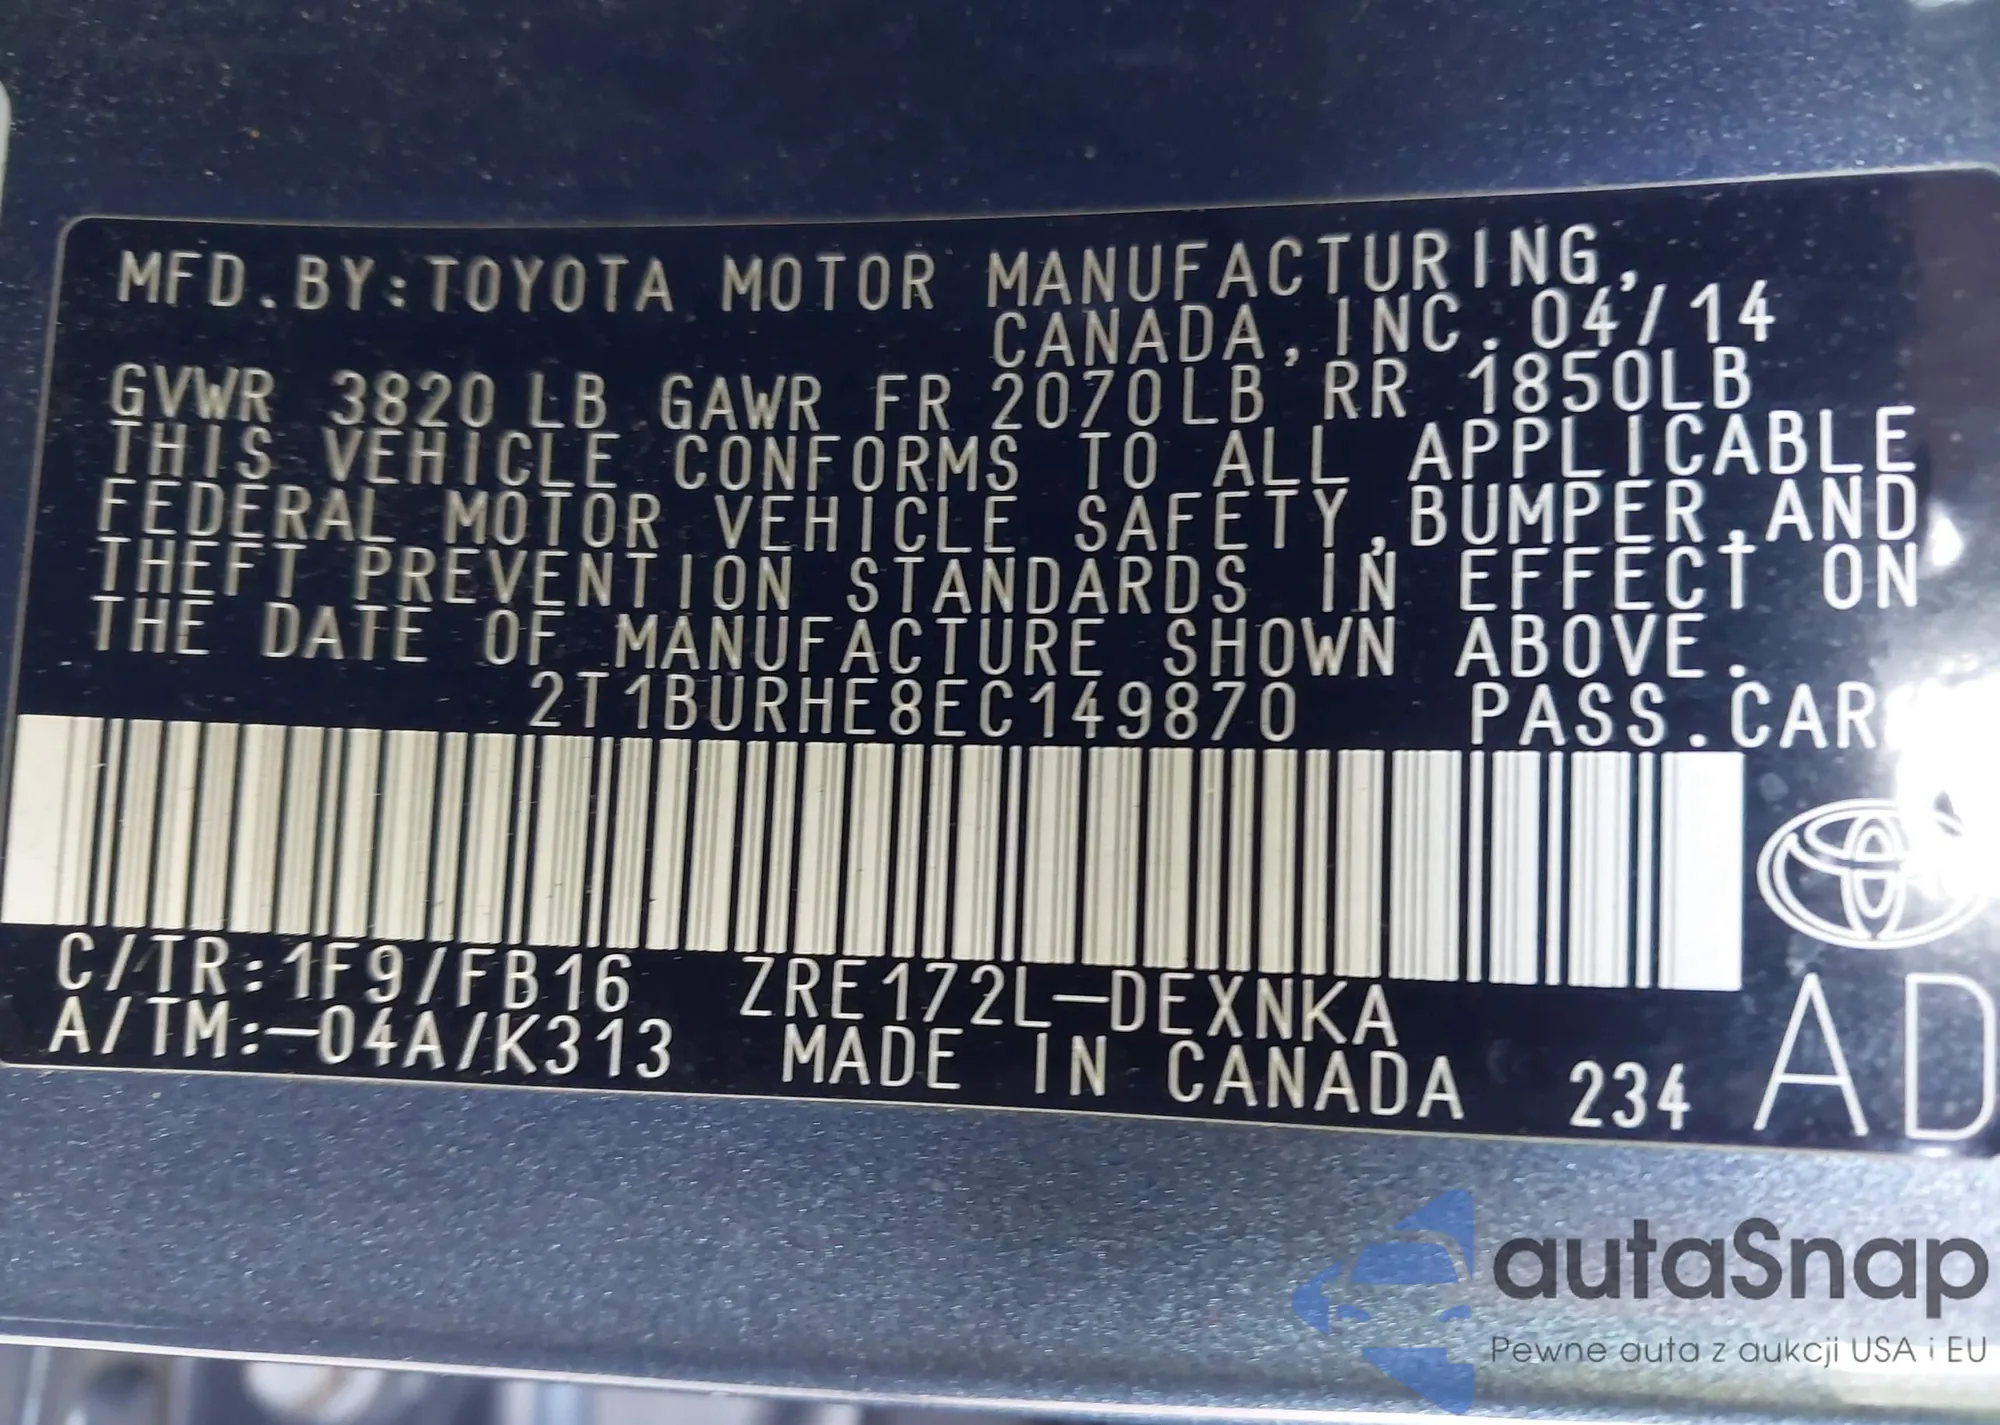 MFD.BY:TOYOTA MOTOR MANUFACTURING,
CANADA,INC.04/14
GVWR 3820LB GAWR FR 2070LB RR 1850LB
THIS VEHICLE CONFORMS TO ALL APPLICABLE
FEDERAL MOTOR VEHICLE SAFETY,BUMPER,AND
THEFT PREVENTION STANDARDS IN EFFECT ON
THE DATE OF MANUFACTURE SHOWN ABOVE.
2T1BURHE8EC149870 PASS.CAR
C/TR:1F9/FB16 ZRE172L-DEXNKA
A/TM:-04A/K313 MADE IN CANADA 234 AD
autaSnap
Pewne auta z aukcji USA i EU